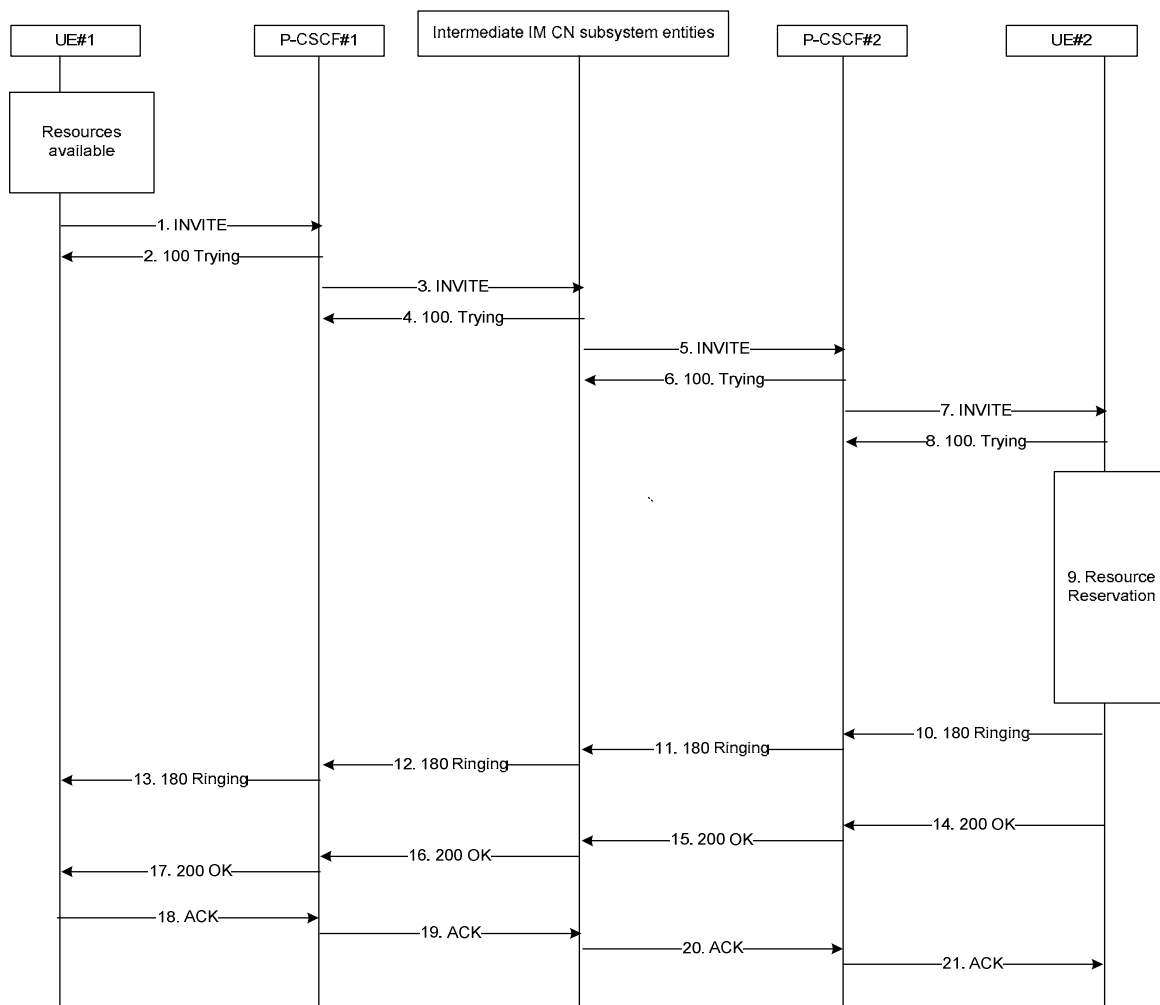 UE#1
P-CSCF#1
Intermediate IM CN subsystem entities
P-CSCF#2
UE#2
Resources
available
1. INVITE
2. 100 Trying
3. INVITE
4. 100. Trying
5. INVITE
6. 100. Trying
7. INVITE
8. 100. Trying
9. Resource
Reservation
10. 180 Ringing
11. 180 Ringing
12. 180 Ringing
13. 180 Ringing
14. 200 OK
15. 200 OK
16. 200 OK
17. 200 OK
18. ACK
19. ACK
20. ACK
21. ACK